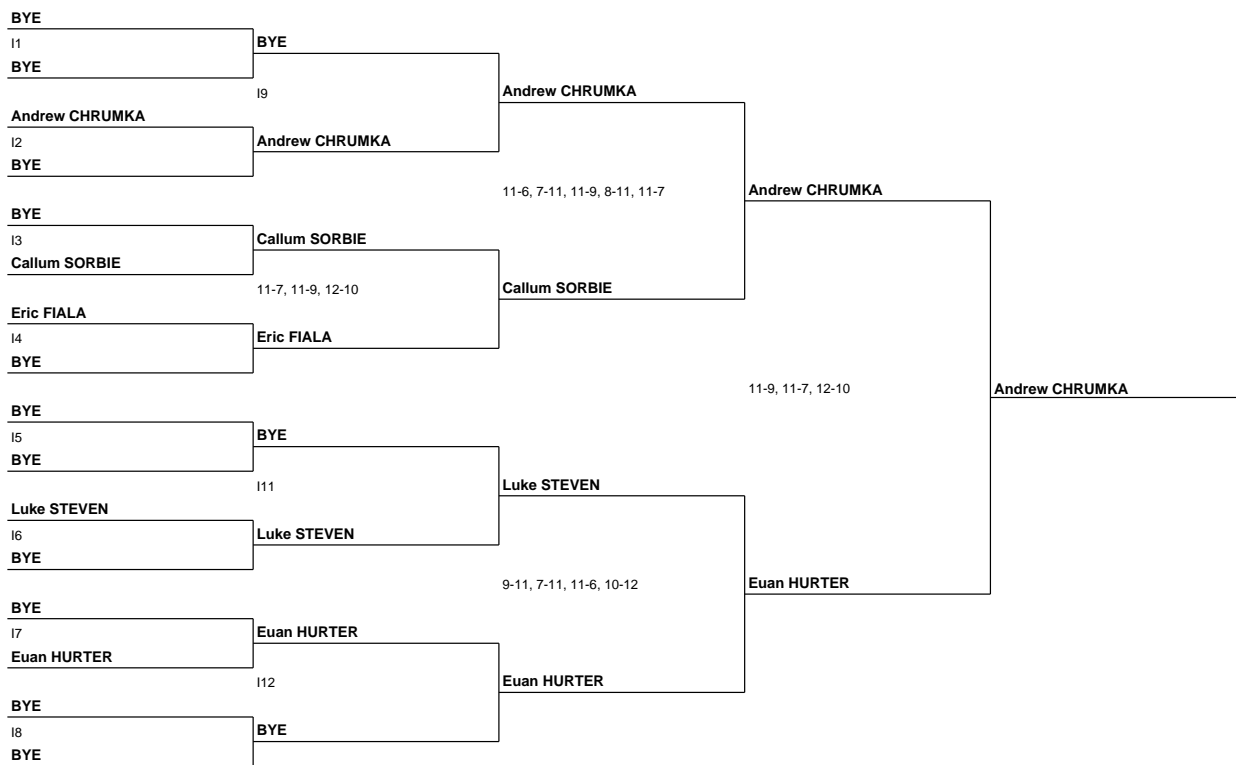 BYE
I1
BYE
BYE
I9
Andrew CHRUMKA
Andrew CHRUMKA
I2
BYE
Andrew CHRUMKA
11-6, 7-11, 11-9, 8-11, 11-7
Andrew CHRUMKA
BYE
I3
Callum SORBIE
Callum SORBIE
11-7, 11-9, 12-10
Callum SORBIE
Eric FIALA
I4
BYE
Eric FIALA
11-9, 11-7, 12-10
Andrew CHRUMKA
BYE
I5
BYE
BYE
I11
Luke STEVEN
Luke STEVEN
I6
BYE
Luke STEVEN
9-11, 7-11, 11-6, 10-12
Euan HURTER
BYE
I7
Euan HURTER
Euan HURTER
I12
Euan HURTER
BYE
I8
BYE
BYE